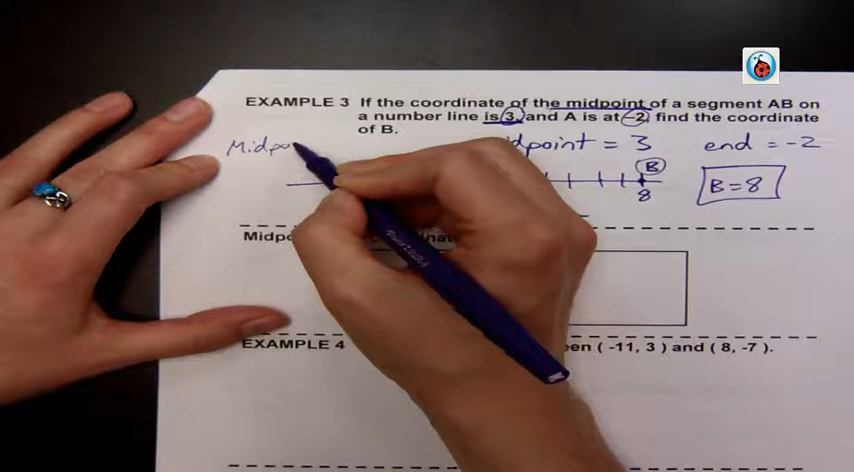 EXAMPLE 3 If the coordinate of the midpoint of a segment AB on
a number line is 3 and A is at -2, find the coordinate
of B.
Midpo
idpoint = 3 end = -2
B
8
B = 8
Midp
EXAMPLE 4 een ( -11, 3 ) and ( 8, -7 ).